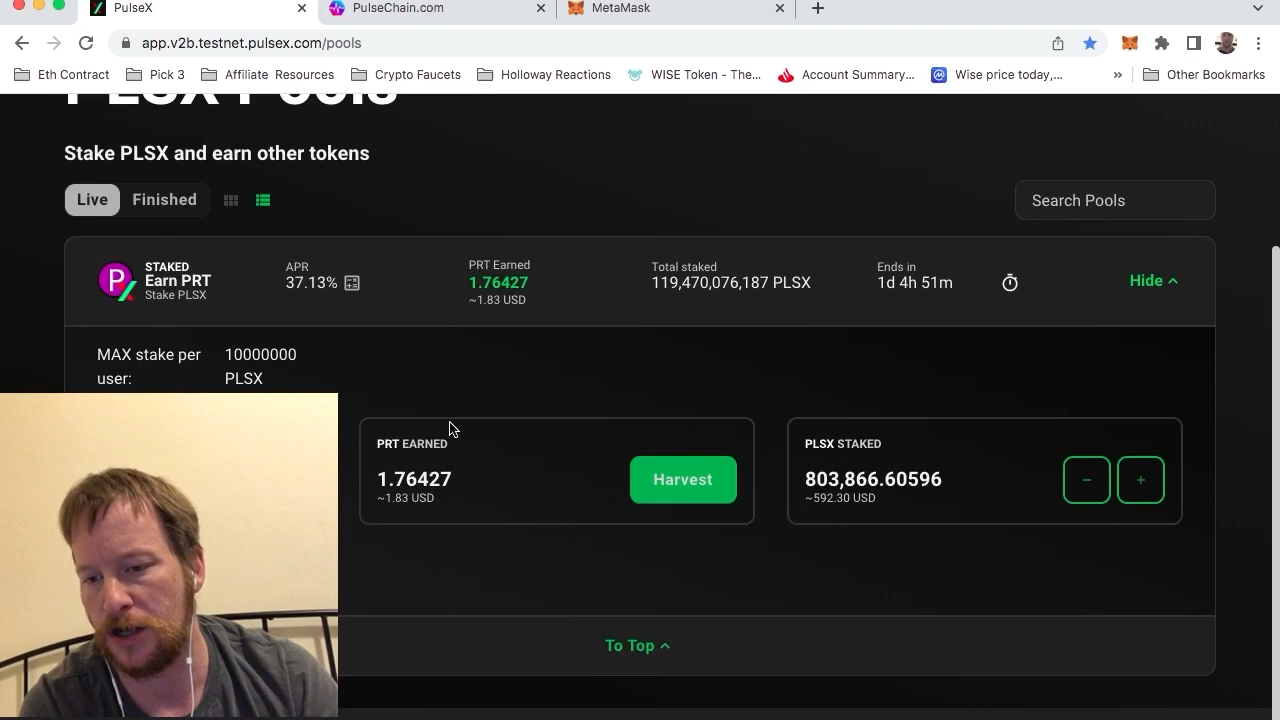 PulseX
PulseChain.com
MetaMask
app.v2b.testnet.pulsex.com/pools
Eth Contract
Pick 3
Affiliate Resources
Crypto Faucets
Holloway Reactions
WISE Token - The...
Account Summary...
Wise price today,...
»
Other Bookmarks
PLSX Pools
Stake PLSX and earn other tokens
Live
Finished
Search Pools
STAKED
Earn PRT
Stake PLSX
APR
37.13%
PRT Earned
1.76427
~1.83 USD
Total staked
119,470,076,187 PLSX
Ends in
1d 4h 51m
Hide
MAX stake per
user:
10000000
PLSX
PRT EARNED
1.76427
~1.83 USD
Harvest
PLSX STAKED
803,866.60596
~592.30 USD
−
+
To Top